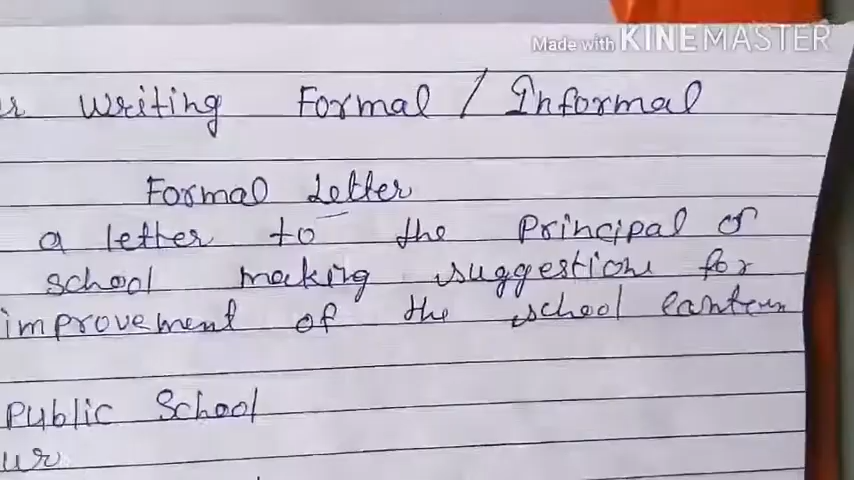 Made with KINEMASTER
Writing Formal / Informal
Formal Letter
a letter to the principal of
school making suggestions for
improvement of the school canteen
Public School